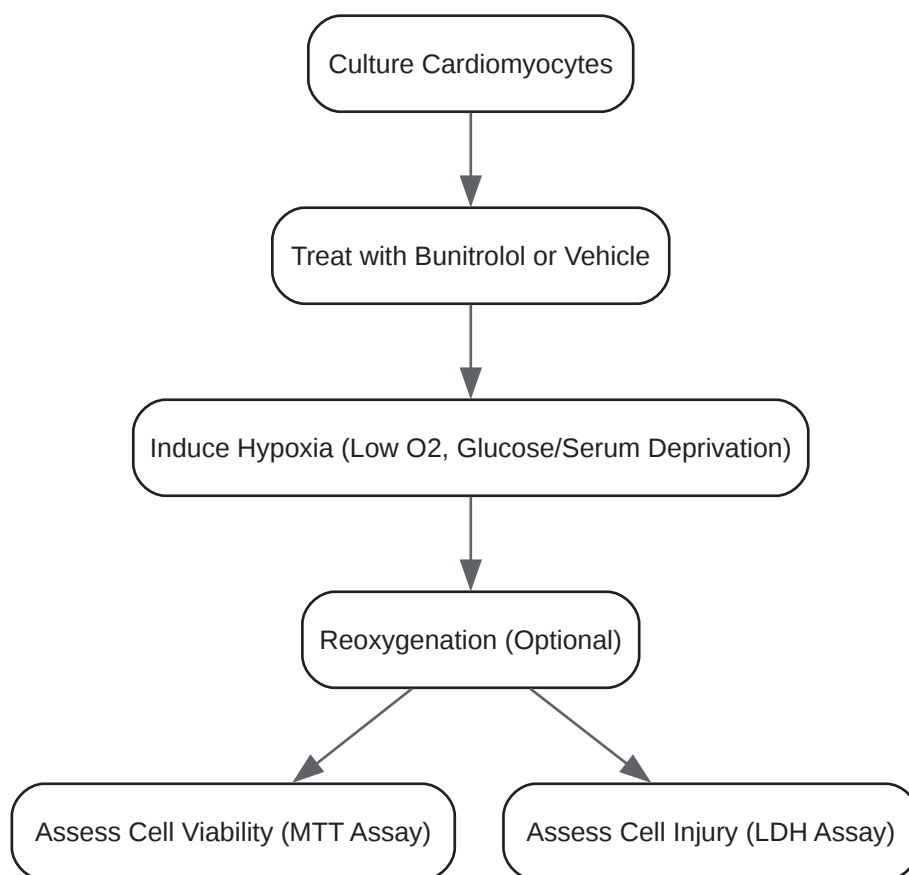 Culture Cardiomyocytes
Treat with Bunitrolol or Vehicle
Induce Hypoxia (Low O2, Glucose/Serum Deprivation)
Reoxygenation (Optional)
Assess Cell Viability (MTT Assay)
Assess Cell Injury (LDH Assay)